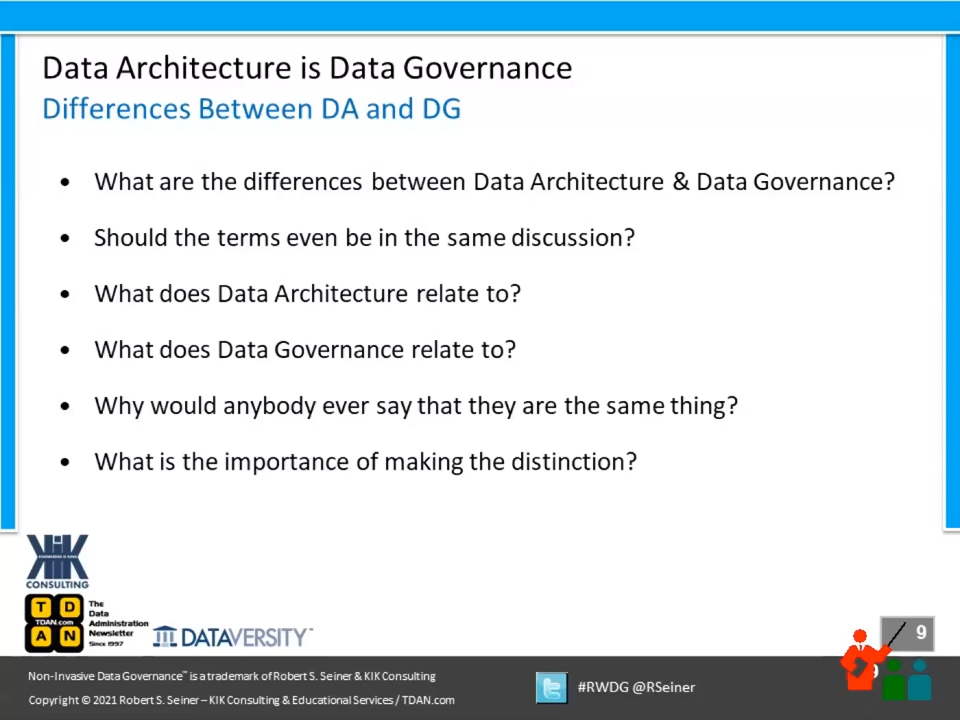 Data Architecture is Data Governance
Differences Between DA and DG
• What are the differences between Data Architecture & Data Governance?
• Should the terms even be in the same discussion?
• What does Data Architecture relate to?
• What does Data Governance relate to?
• Why would anybody ever say that they are the same thing?
• What is the importance of making the distinction?
KIK
CONSULTING
T D
TDAN.com
A N
The
Data
Administration
Newsletter
Since 1997
DATAVERSITY™
9
9
Non-Invasive Data Governance™ is a trademark of Robert S. Seiner & KIK Consulting
Copyright © 2021 Robert S. Seiner – KIK Consulting & Educational Services / TDAN.com
#RWDG @RSeiner